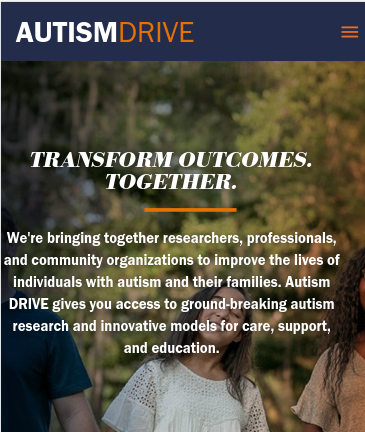 AUTISMDRIVE
TRANSFORM OUTCOMES.
TOGETHER.
We're bringing together researchers, professionals,
and community organizations to improve the lives of
individuals with autism and their families. Autism
DRIVE gives you access to ground-breaking autism
research and innovative models for care, support,
and education.